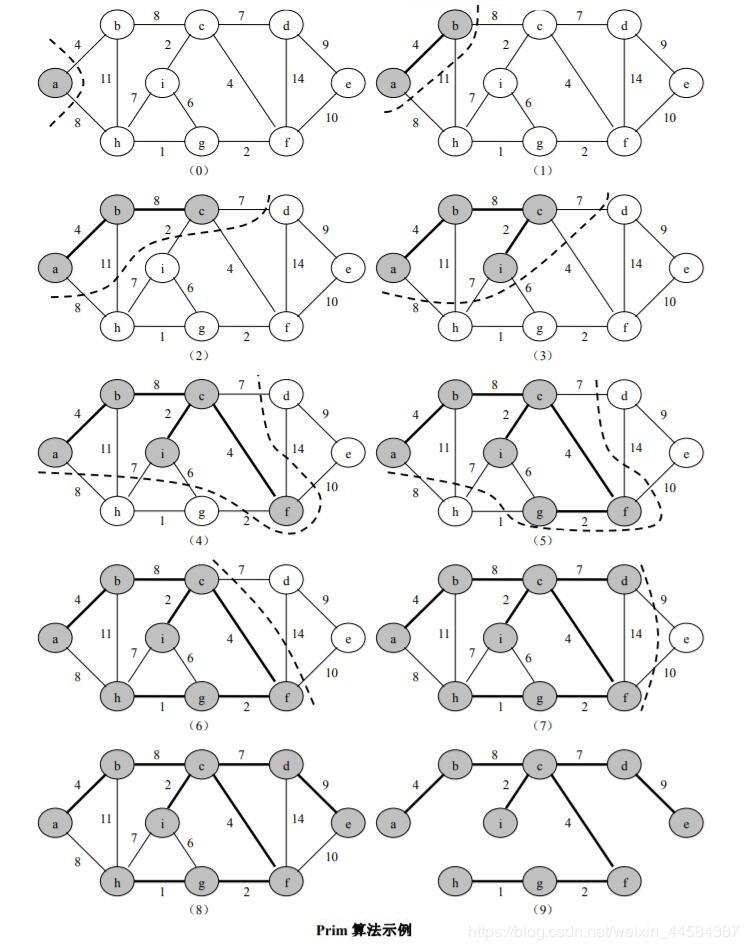 b 8 c 7 d
4 2 9
a 11 i 4 14 e
7 6
8 10
h 1 g 2 f
（0）
b 8 c 7 d
4 2 9
a 11 i 4 14 e
7 6
8 10
h 1 g 2 f
（1）
b 8 c 7 d
4 2 9
a 11 i 4 14 e
7 6
8 10
h 1 g 2 f
（2）
b 8 c 7 d
4 2 9
a 11 i 4 14 e
7 6
8 10
h 1 g 2 f
（3）
b 8 c 7 d
4 2 9
a 11 i 4 14 e
7 6
8 10
h 1 g 2 f
（4）
b 8 c 7 d
4 2 9
a 11 i 4 14 e
7 6
8 10
h 1 g 2 f
（5）
b 8 c 7 d
4 2 9
a 11 i 4 14 e
7 6
8 10
h 1 g 2 f
（6）
b 8 c 7 d
4 2 9
a 11 i 4 14 e
7 6
8 10
h 1 g 2 f
（7）
b 8 c 7 d
4 2 9
a 11 i 4 14 e
7 6
8 10
h 1 g 2 f
（8）
b 8 c 7 d
4 2 9
a i 4 e
h 1 g 2 f
（9）
Prim 算法示例
https://blog.csdn.net/weixin_44584387